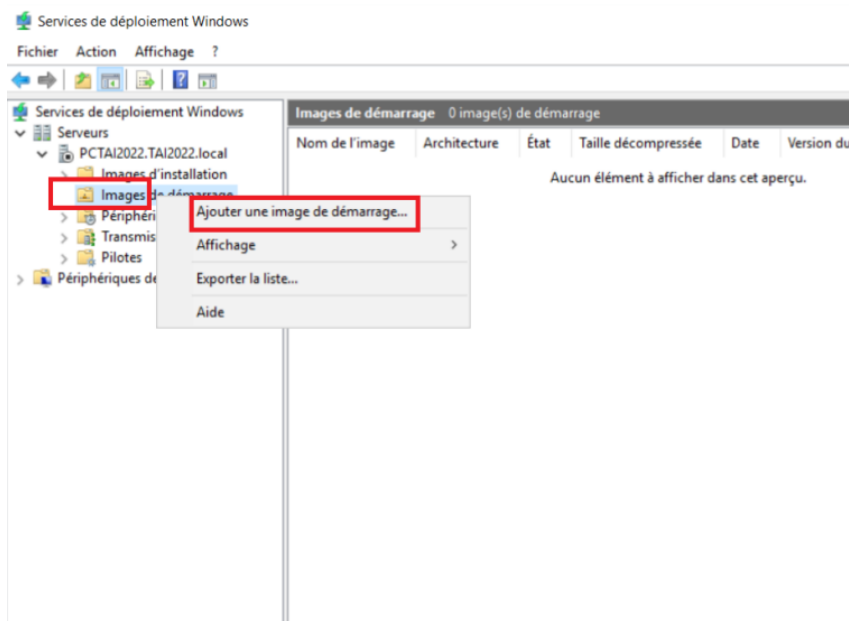 Services de déploiement Windows
Fichier Action Affichage ?
Services de déploiement Windows
Serveurs
PCTAI2022.TAI2022.local
Images d'installation
Images de démarrage
Périphéri
Transmis
Pilotes
Périphériques de
Ajouter une image de démarrage...
Affichage
Exporter la liste...
Aide
Images de démarrage 0 image(s) de démarrage
Nom de l'image Architecture État Taille décompressée Date Version du
Aucun élément à afficher dans cet aperçu.